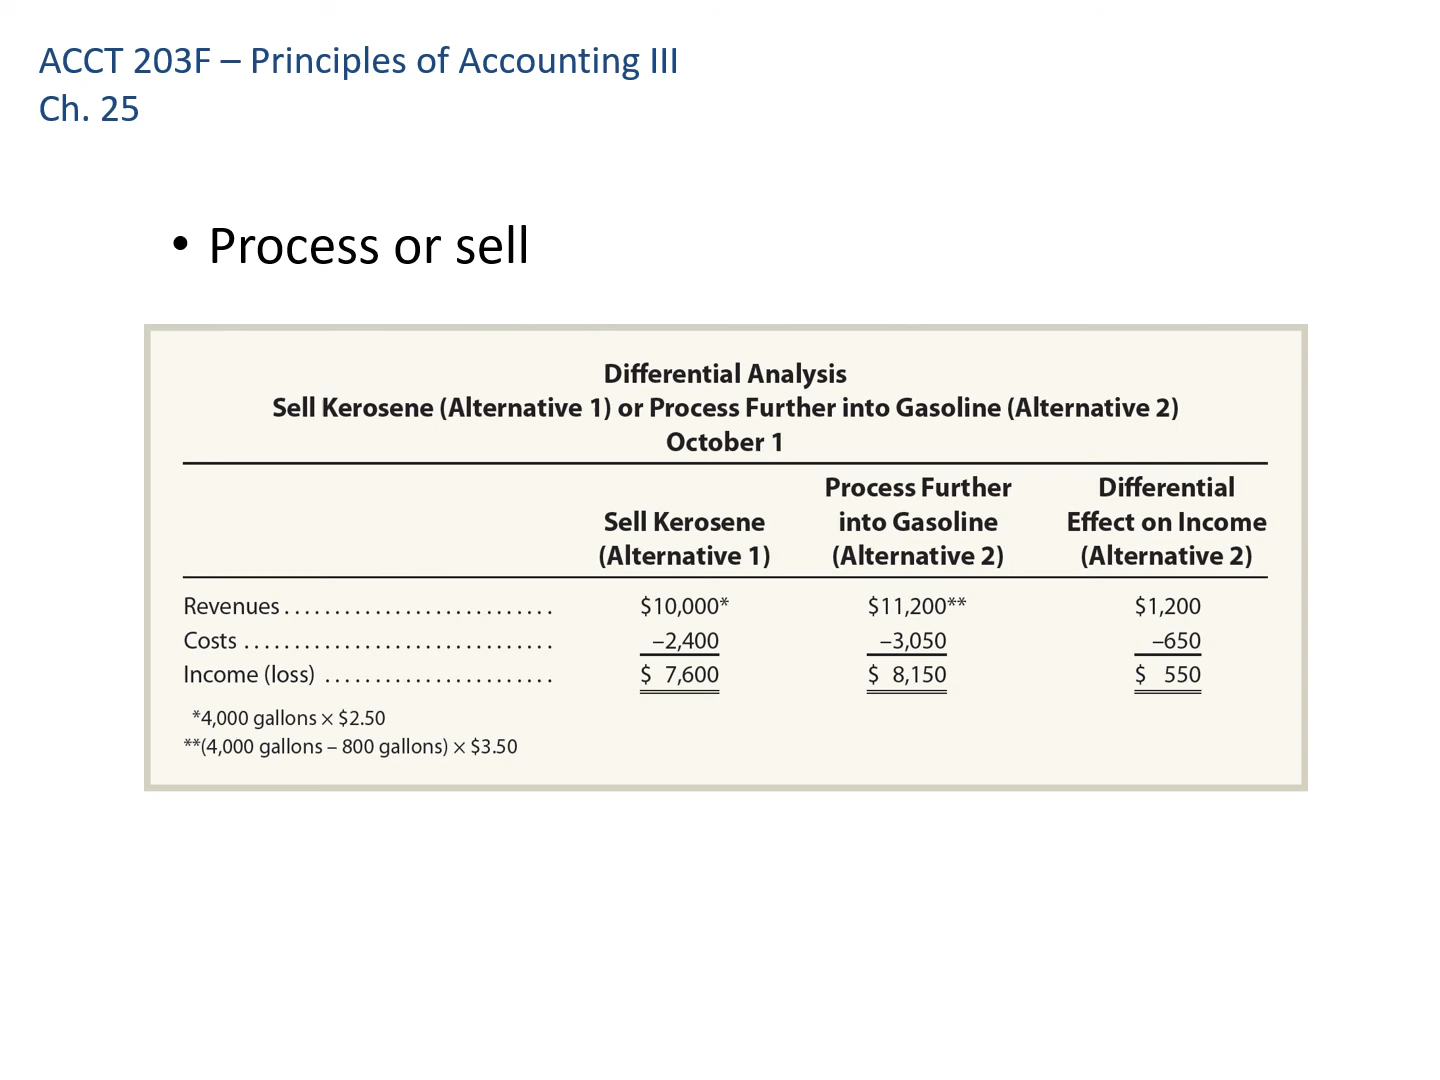 ACCT 203F – Principles of Accounting III
Ch. 25
• Process or sell
Differential Analysis
Sell Kerosene (Alternative 1) or Process Further into Gasoline (Alternative 2)
October 1
Process Further Differential
Sell Kerosene into Gasoline Effect on Income
(Alternative 1) (Alternative 2) (Alternative 2)
Revenues........................... $10,000* $11,200** $1,200
Costs ............................... –2,400 –3,050 –650
Income (loss) ....................... $ 7,600 $ 8,150 $ 550
*4,000 gallons × $2.50
**(4,000 gallons – 800 gallons) × $3.50